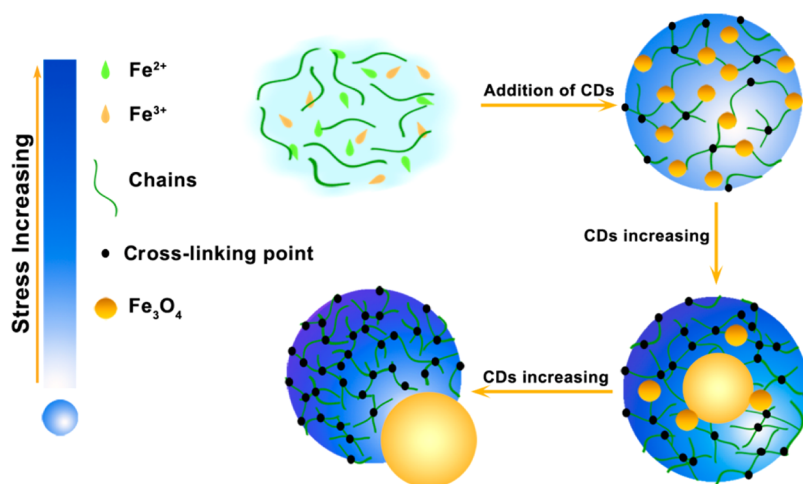 Stress Increasing
Fe²⁺
Fe³⁺
Chains
Cross-linking point
Fe₃O₄
Addition of CDs
CDs increasing
CDs increasing